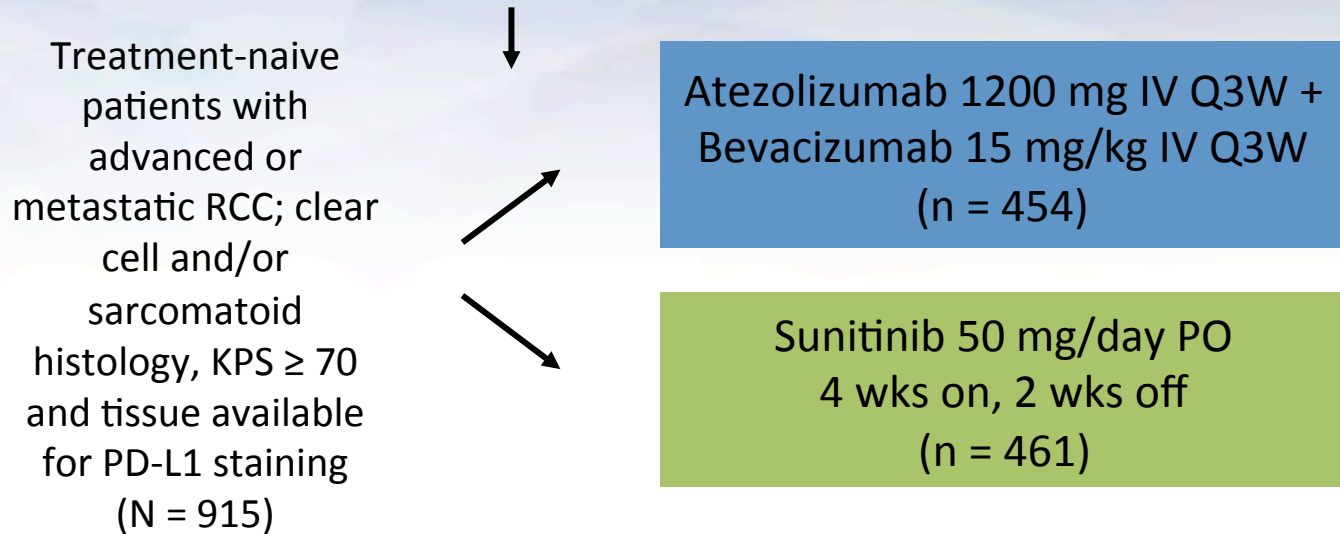 Treatment-naive
patients with
advanced or
metastatic RCC; clear
cell and/or
sarcomatoid
histology, KPS ≥ 70
and tissue available
for PD-L1 staining
(N = 915)
Atezolizumab 1200 mg IV Q3W +
Bevacizumab 15 mg/kg IV Q3W
(n = 454)
Sunitinib 50 mg/day PO
4 wks on, 2 wks off
(n = 461)